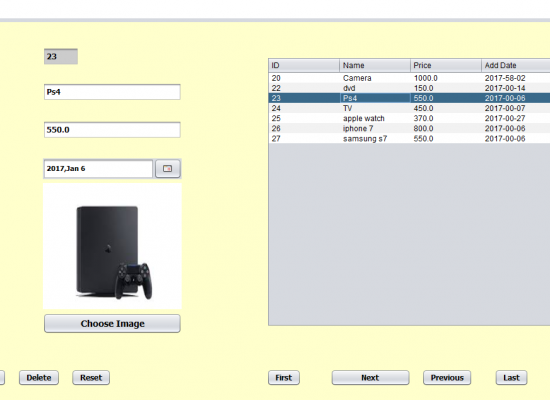 23
Ps4
550.0
2017,Jan 6
Choose Image
Delete Reset
ID Name Price Add Date
20 Camera 1000.0 2017-58-02
22 dvd 150.0 2017-00-14
23 Ps4 550.0 2017-00-06
24 TV 450.0 2017-00-07
25 apple watch 370.0 2017-00-27
26 iphone 7 800.0 2017-00-06
27 samsung s7 550.0 2017-00-06
First Next Previous Last